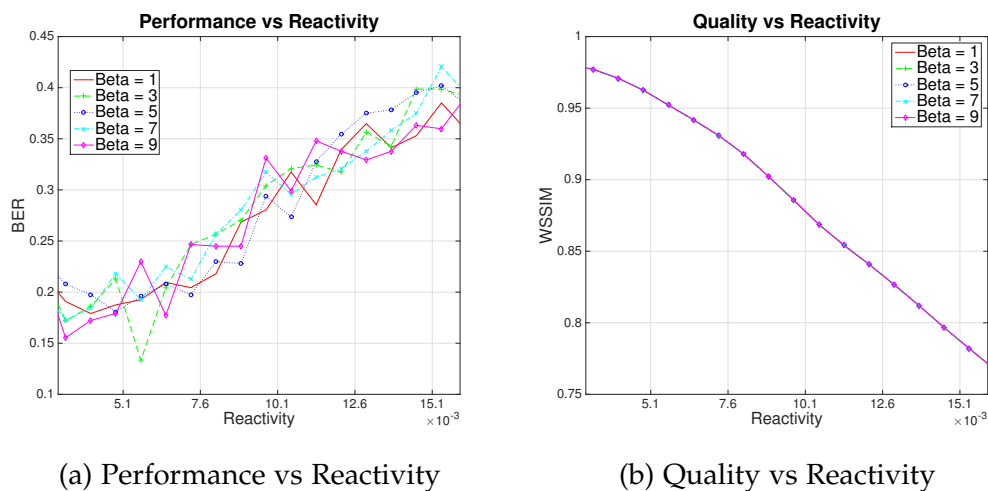 Performance vs Reactivity
0.45
0.4
0.35
0.3
0.25
0.2
0.15
0.1
BER
Beta = 1
Beta = 3
Beta = 5
Beta = 7
Beta = 9
5.1 7.6 10.1 12.6 15.1
Reactivity
×10⁻³
(a) Performance vs Reactivity
Quality vs Reactivity
1
0.95
0.9
0.85
0.8
0.75
WSSIM
Beta = 1
Beta = 3
Beta = 5
Beta = 7
Beta = 9
5.1 7.6 10.1 12.6 15.1
Reactivity
×10⁻³
(b) Quality vs Reactivity